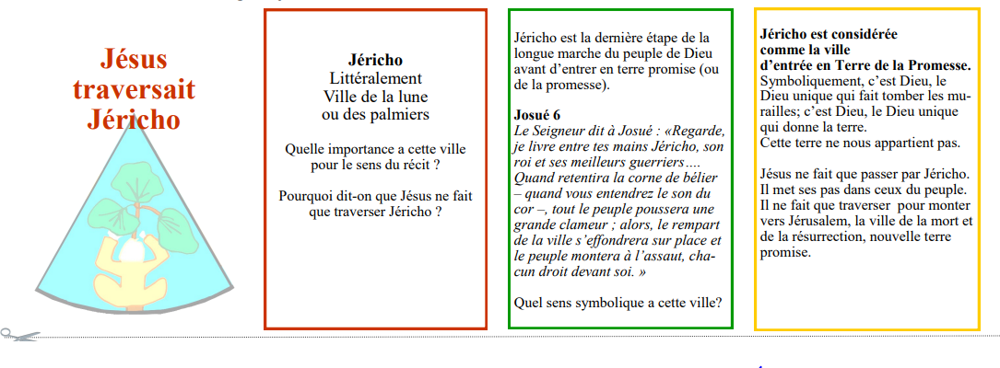 Jésus
traversait
Jéricho
Jéricho
Littéralement
Ville de la lune
ou des palmiers
Quelle importance a cette ville
pour le sens du récit ?
Pourquoi dit-on que Jésus ne fait
que traverser Jéricho ?
Jéricho est la dernière étape de la
longue marche du peuple de Dieu
avant d’entrer en terre promise (ou
de la promesse).
Josué 6
Le Seigneur dit à Josué : «Regarde,
je livre entre tes mains Jéricho, son
roi et ses meilleurs guerriers….
Quand retentira la corne de bélier
– quand vous entendrez le son du
cor –, tout le peuple poussera une
grande clameur ; alors, le rempart
de la ville s’effondrera sur place et
le peuple montera à l’assaut, cha-
cun droit devant soi. »
Quel sens symbolique a cette ville?
Jéricho est considérée
comme la ville
d’entrée en Terre de la Promesse.
Symboliquement, c’est Dieu, le
Dieu unique qui fait tomber les mu-
railles; c’est Dieu, le Dieu unique
qui donne la terre.
Cette terre ne nous appartient pas.
Jésus ne fait que passer par Jéricho.
Il met ses pas dans ceux du peuple.
Il ne fait que traverser pour monter
vers Jérusalem, la ville de la mort et
de la résurrection, nouvelle terre
promise.